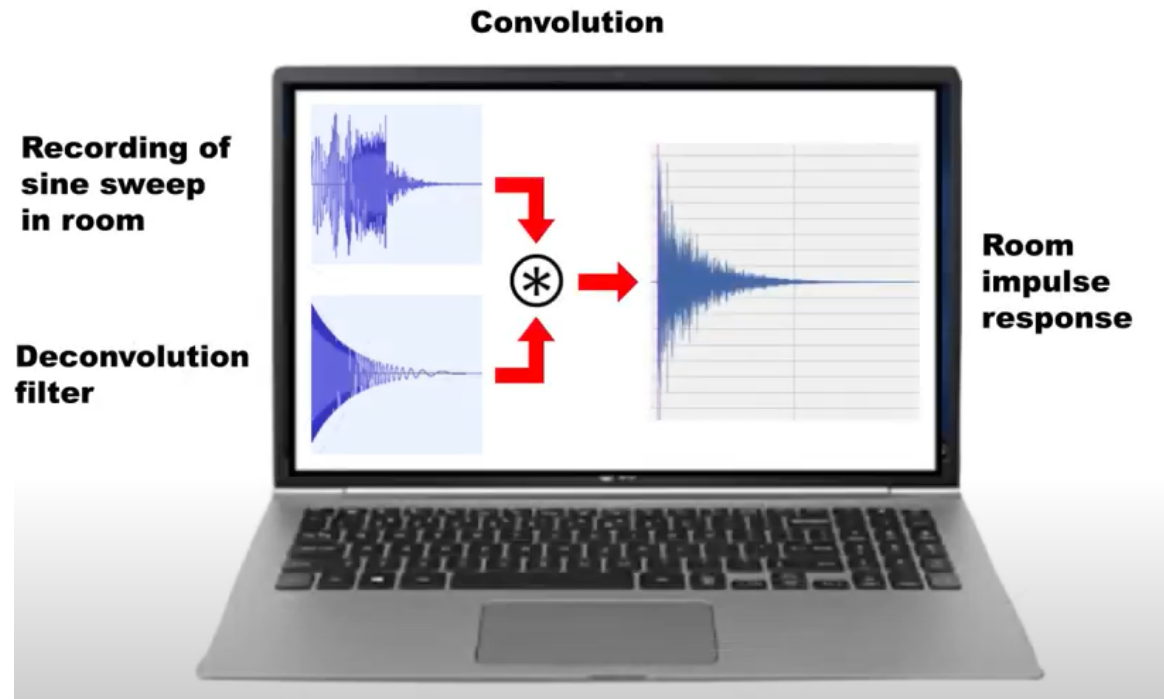 Convolution
Recording of
sine sweep
in room
Deconvolution
filter
Room
impulse
response